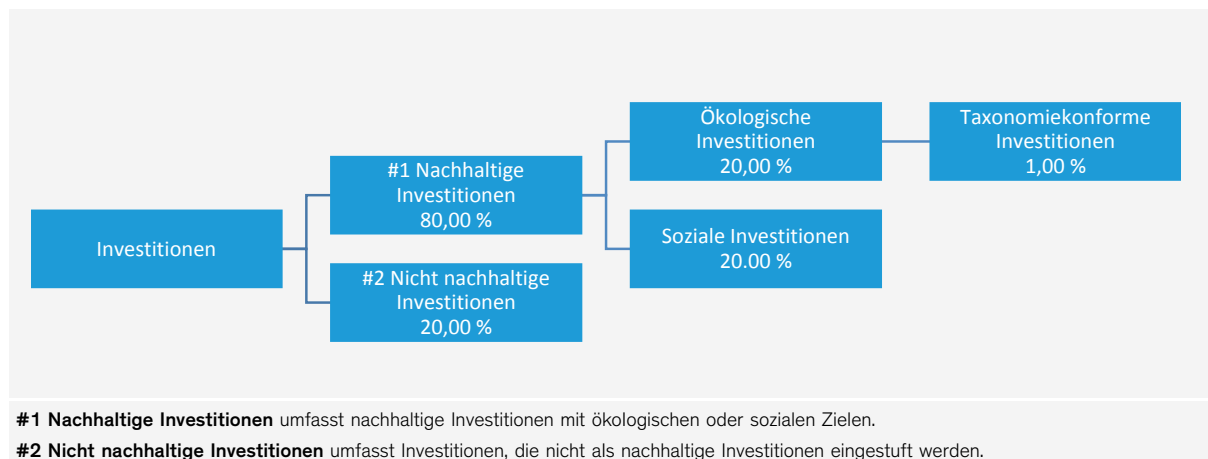 Investitionen
#1 Nachhaltige
Investitionen
80,00 %
#2 Nicht nachhaltige
Investitionen
20,00 %
Ökologische
Investitionen
20,00 %
Soziale Investitionen
20.00 %
Taxonomiekonforme
Investitionen
1,00 %
#1 Nachhaltige Investitionen umfasst nachhaltige Investitionen mit ökologischen oder sozialen Zielen.
#2 Nicht nachhaltige Investitionen umfasst Investitionen, die nicht als nachhaltige Investitionen eingestuft werden.